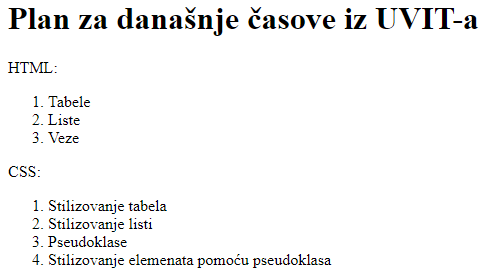 Plan za današnje časove iz UVIT-a
HTML:
1. Tabele
2. Liste
3. Veze
CSS:
1. Stilizovanje tabela
2. Stilizovanje listi
3. Pseudoklase
4. Stilizovanje elemenata pomoću pseudoklasa